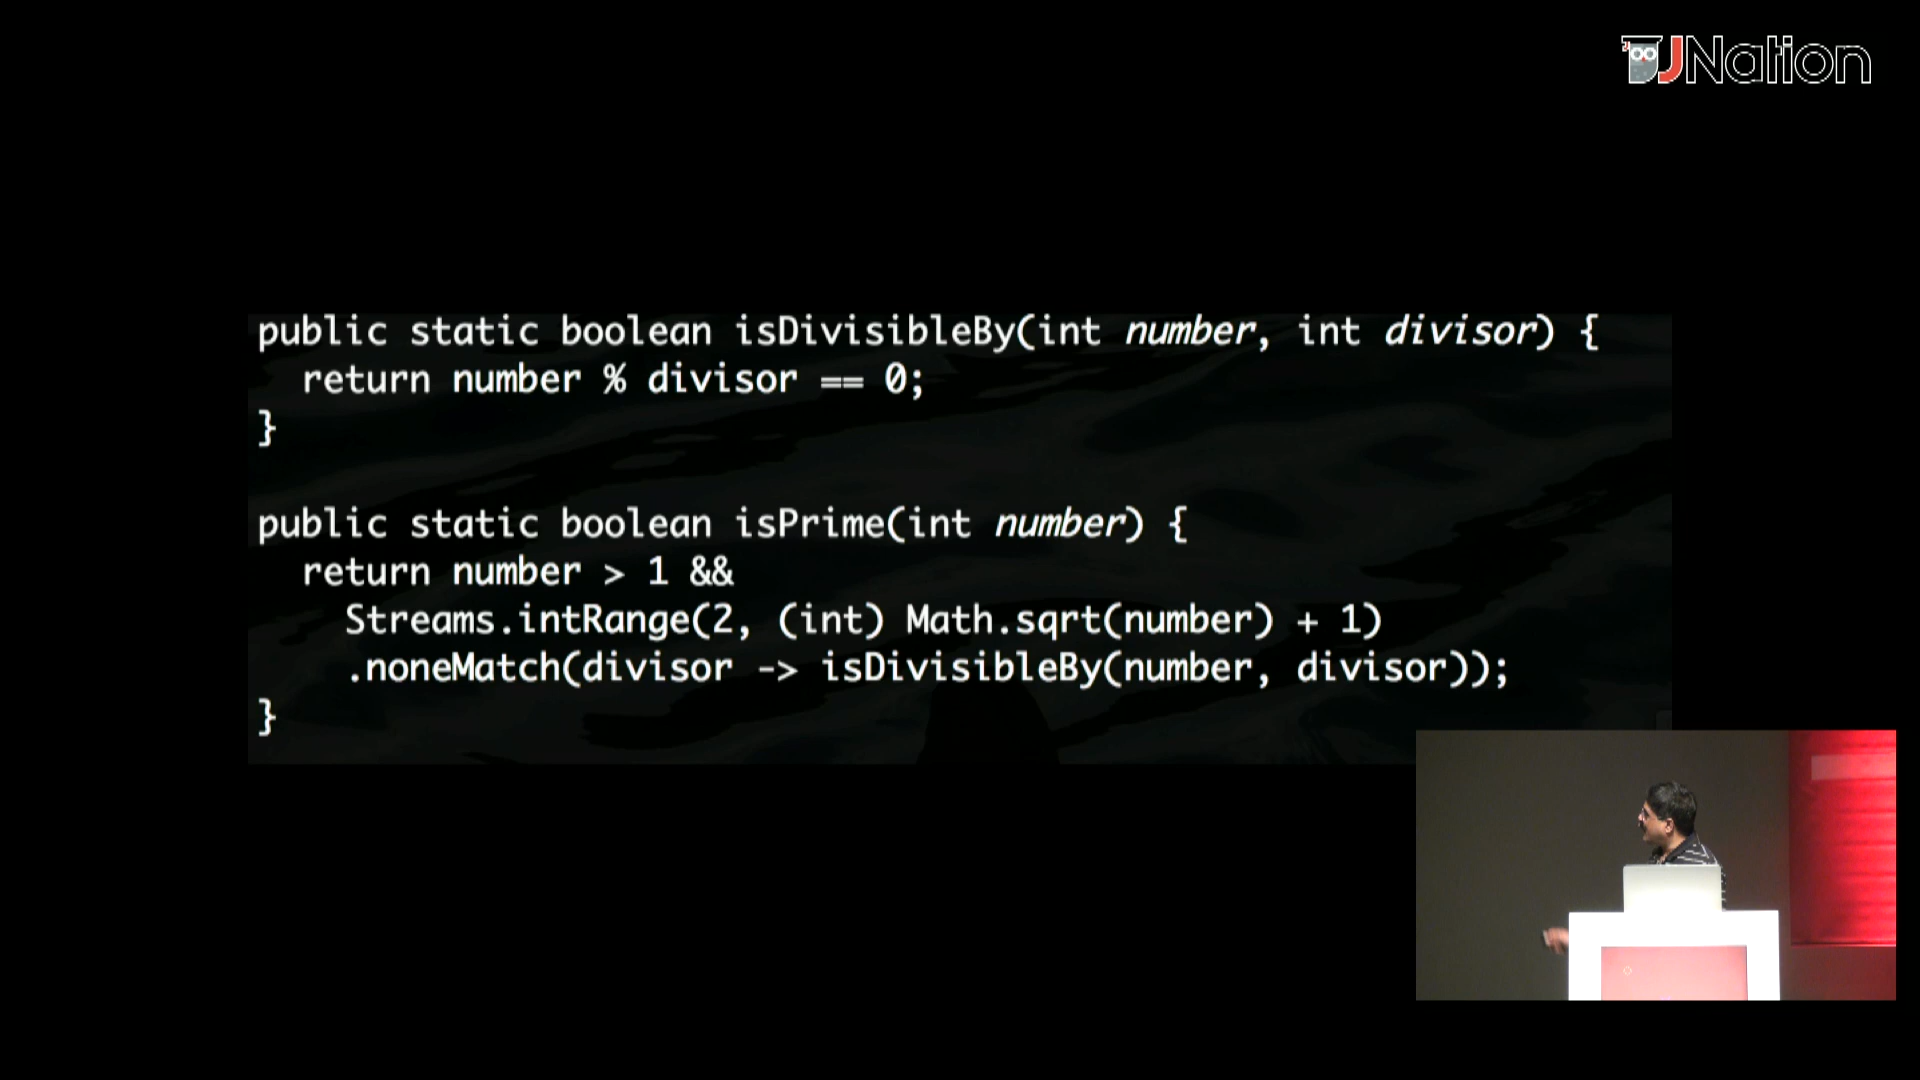 JNation
public static boolean isDivisibleBy(int number, int divisor) {
  return number % divisor == 0;
}
public static boolean isPrime(int number) {
  return number > 1 &&
    Streams.intRange(2, (int) Math.sqrt(number) + 1)
    .noneMatch(divisor -> isDivisibleBy(number, divisor));
}